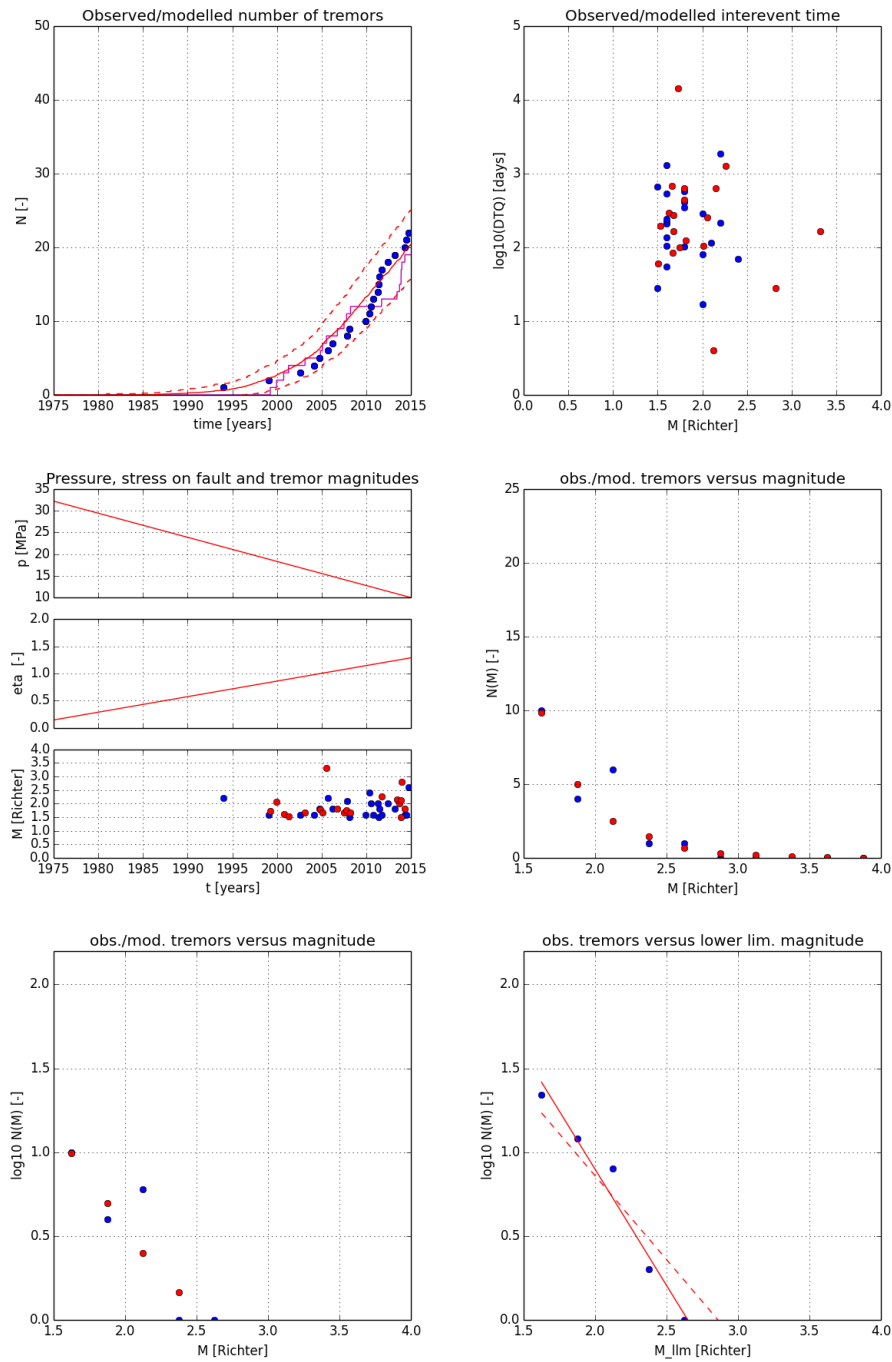 Observed/modelled number of tremors
50
40
30
20
10
0
N [-]
1975 1980 1985 1990 1995 2000 2005 2010 2015
time [years]
Observed/modelled interevent time
5
4
3
2
1
0
log10(DTQ) [days]
0.0 0.5 1.0 1.5 2.0 2.5 3.0 3.5 4.0
M [Richter]
Pressure, stress on fault and tremor magnitudes
35
30
25
20
15
10
p [MPa]
2.0
1.5
1.0
0.5
0.0
eta [-]
4.0
3.5
3.0
2.5
2.0
1.5
1.0
0.5
0.0
M [Richter]
1975 1980 1985 1990 1995 2000 2005 2010 2015
t [years]
obs./mod. tremors versus magnitude
25
20
15
10
5
0
N(M) [-]
1.5 2.0 2.5 3.0 3.5 4.0
M [Richter]
obs./mod. tremors versus magnitude
2.0
1.5
1.0
0.5
0.0
log10 N(M) [-]
1.5 2.0 2.5 3.0 3.5 4.0
M [Richter]
obs. tremors versus lower lim. magnitude
2.0
1.5
1.0
0.5
0.0
log10 N(M) [-]
1.5 2.0 2.5 3.0 3.5 4.0
M_llm [Richter]